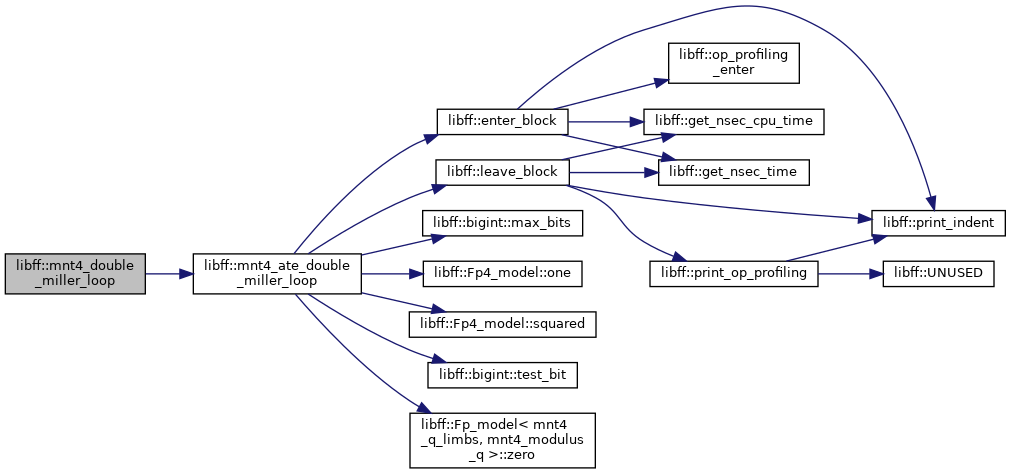 libff::mnt4_double
_miller_loop
libff::mnt4_ate_double
_miller_loop
libff::enter_block
libff::leave_block
libff::bigint::max_bits
libff::Fp4_model::one
libff::Fp4_model::squared
libff::bigint::test_bit
libff::Fp_model< mnt4
_q_limbs, mnt4_modulus
_q >::zero
libff::op_profiling
_enter
libff::get_nsec_cpu_time
libff::get_nsec_time
libff::print_op_profiling
libff::print_indent
libff::UNUSED